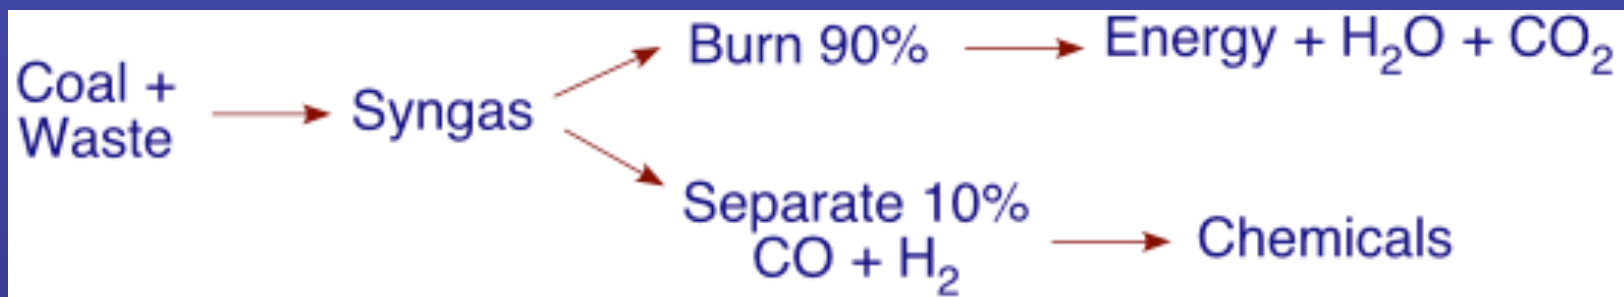 Coal +
Waste
Syngas
Burn 90%
Energy + H₂O + CO₂
Separate 10%
CO + H₂
Chemicals